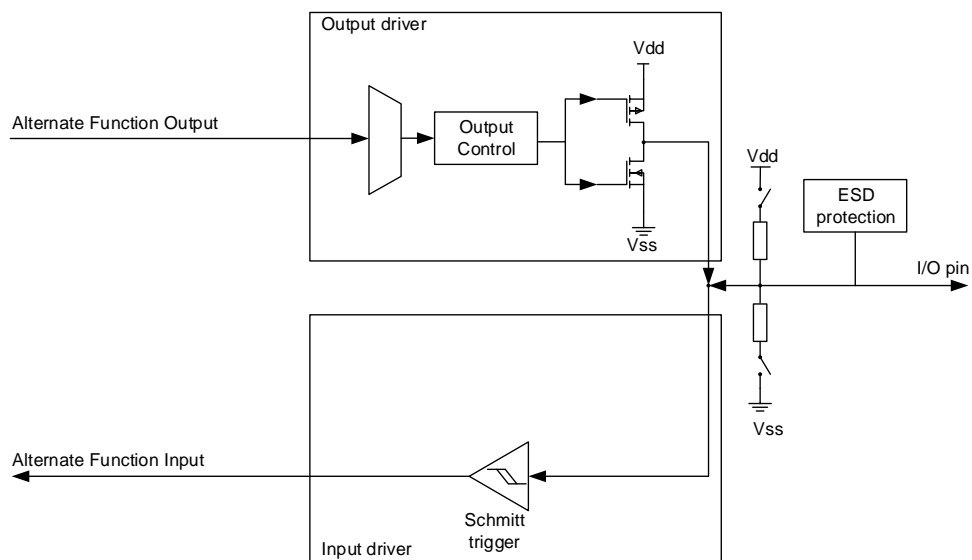 Output driver
Vdd
Alternate Function Output
Output
Control
Vdd
ESD
protection
Vss
I/O pin
Vss
Alternate Function Input
Schmitt
trigger
Input driver